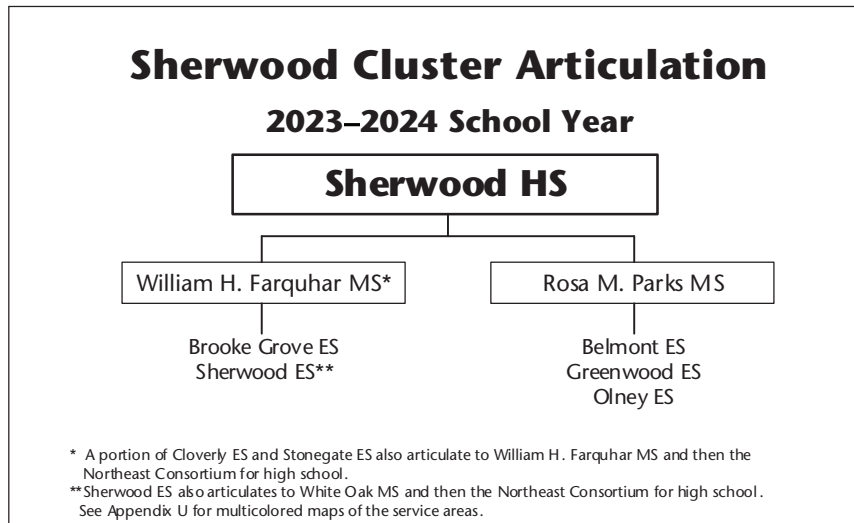 Sherwood Cluster Articulation
2023–2024 School Year
Sherwood HS
William H. Farquhar MS*
Rosa M. Parks MS
Brooke Grove ES
Sherwood ES**
Belmont ES
Greenwood ES
Olney ES
* A portion of Cloverly ES and Stonegate ES also articulate to William H. Farquhar MS and then the
Northeast Consortium for high school.
**Sherwood ES also articulates to White Oak MS and then the Northeast Consortium for high school.
See Appendix U for multicolored maps of the service areas.